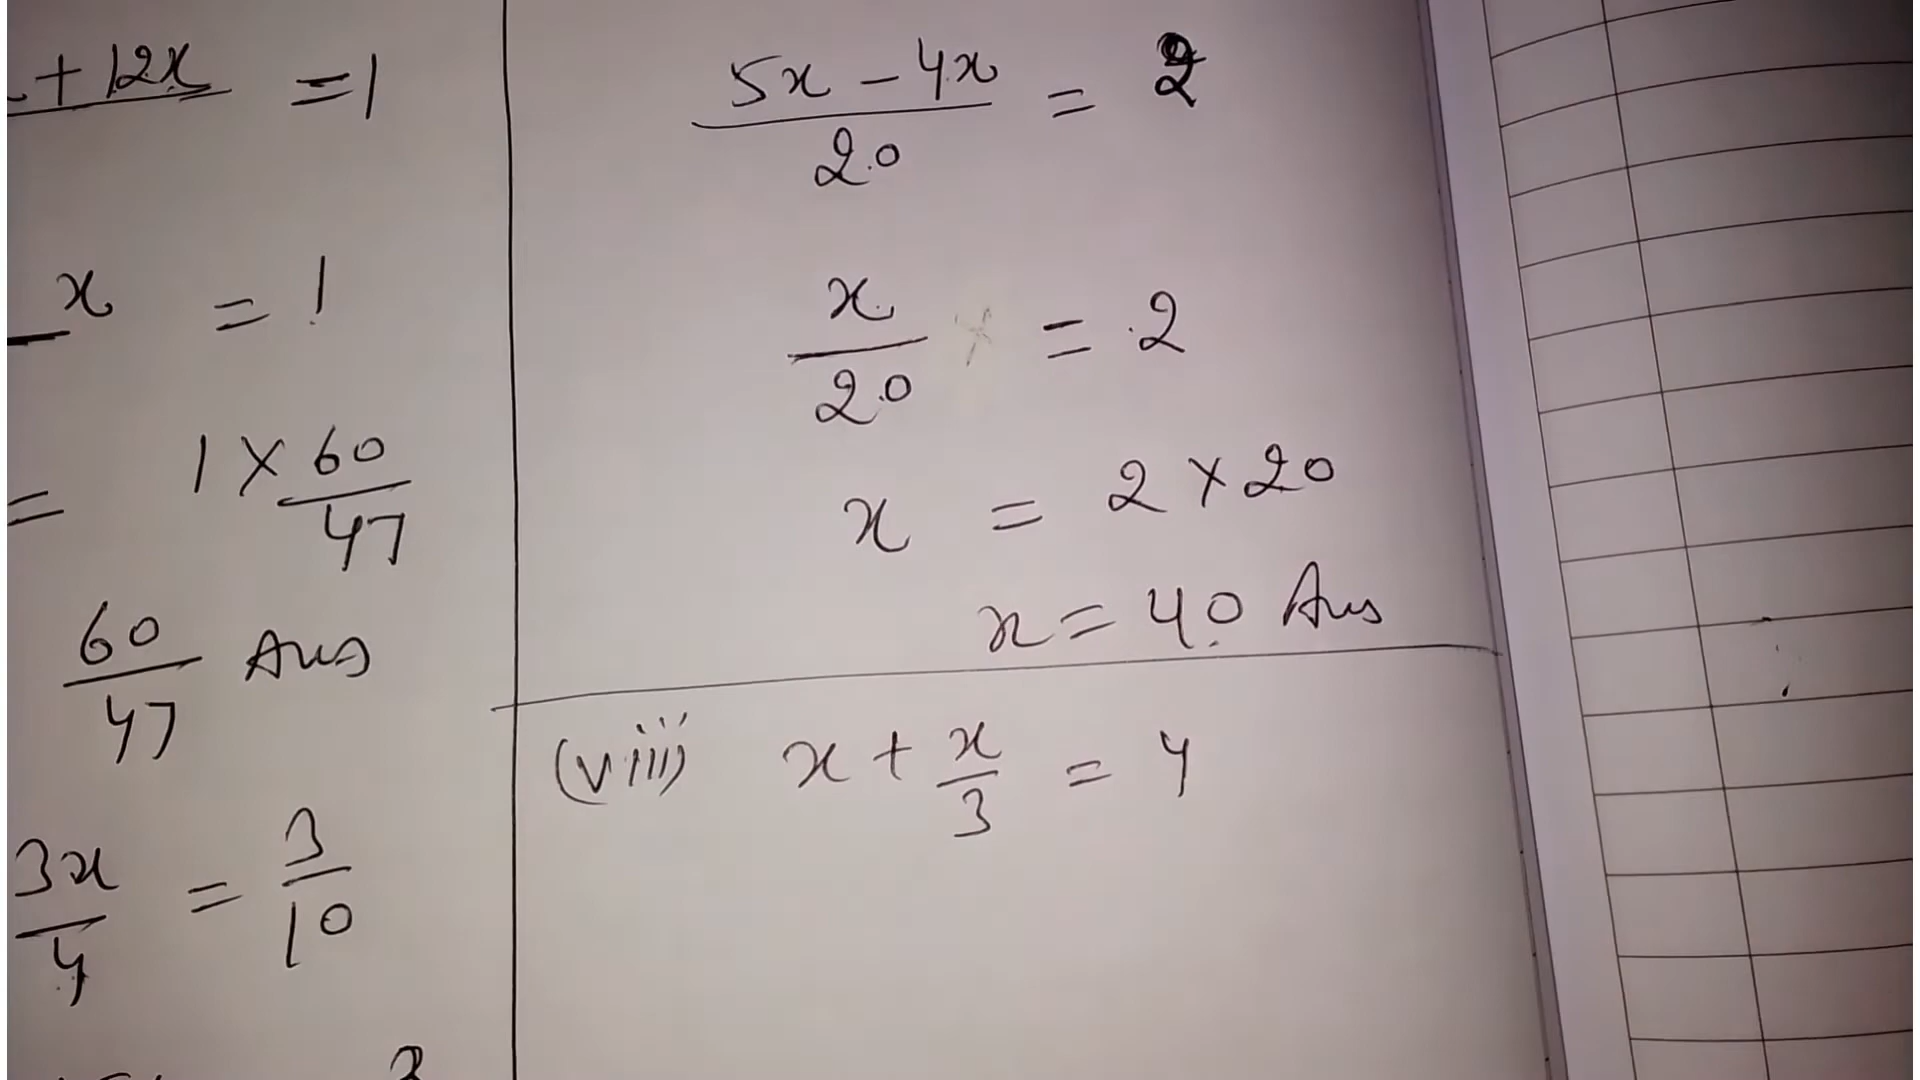 + 12x = 1
x = 1
= 1 × 60/47
60/47 Ans
3x/4 = 3/10
3
(5x - 4x)/20 = 2
x/20 = 2
x = 2 × 20
x = 40 Ans
(viii) x + x/3 = 4